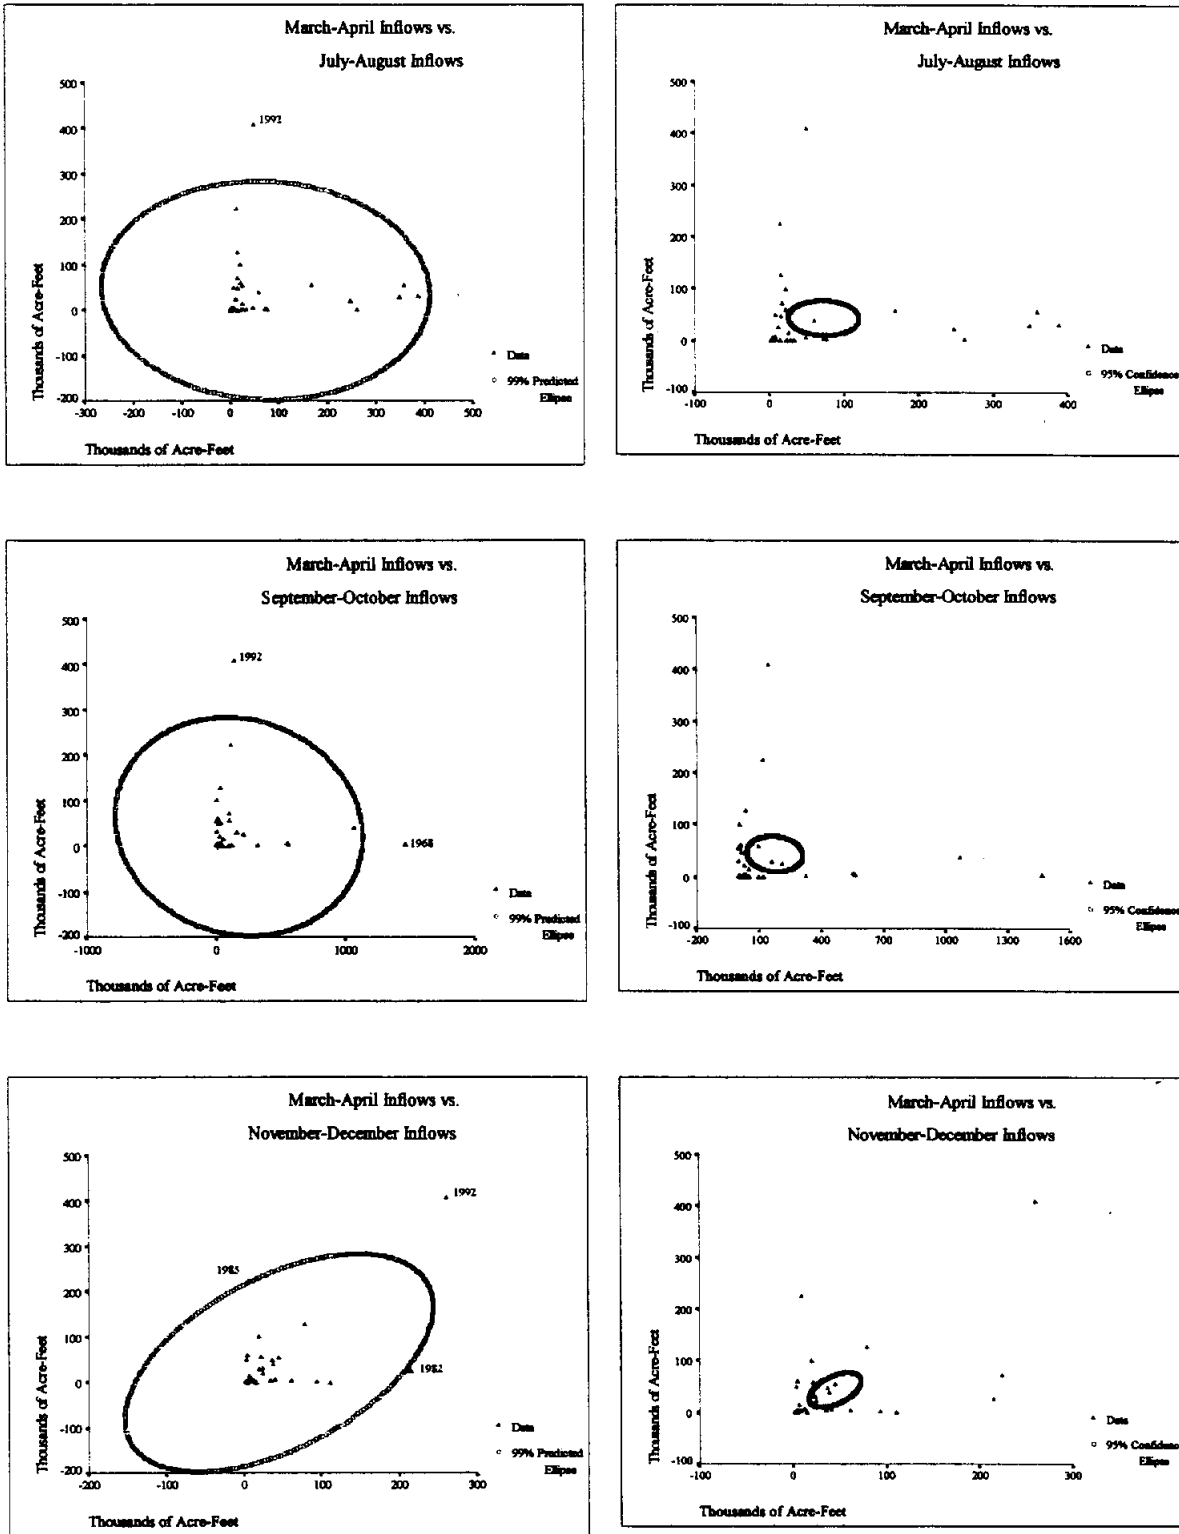 March-April Inflows vs.
July-August Inflows
500
400
300
200
100
0
-100
-200
-300
-200
-100
0
100
200
300
400
500
1992
Thousands of Acre-Feet
Thousands of Acre-Feet
Data
99% Predicted
Ellipse
March-April Inflows vs.
July-August Inflows
500
400
300
200
100
0
-100
-100
0
100
200
300
400
Thousands of Acre-Feet
Thousands of Acre-Feet
Data
95% Confidence
Ellipse
March-April Inflows vs.
September-October Inflows
500
400
300
200
100
0
-100
-200
-1000
0
1000
2000
1992
1968
Thousands of Acre-Feet
Thousands of Acre-Feet
Data
99% Predicted
Ellipse
March-April Inflows vs.
September-October Inflows
500
400
300
200
100
0
-100
-200
100
400
700
1000
1300
1600
Thousands of Acre-Feet
Thousands of Acre-Feet
Data
95% Confidence
Ellipse
March-April Inflows vs.
November-December Inflows
500
400
300
200
100
0
-100
-200
-200
-100
0
100
200
300
1992
1985
1982
Thousands of Acre-Feet
Thousands of Acre-Feet
Data
99% Predicted
Ellipse
March-April Inflows vs.
November-December Inflows
500
400
300
200
100
0
-100
-100
0
100
200
300
Thousands of Acre-Feet
Thousands of Acre-Feet
Data
95% Confidence
Ellipse